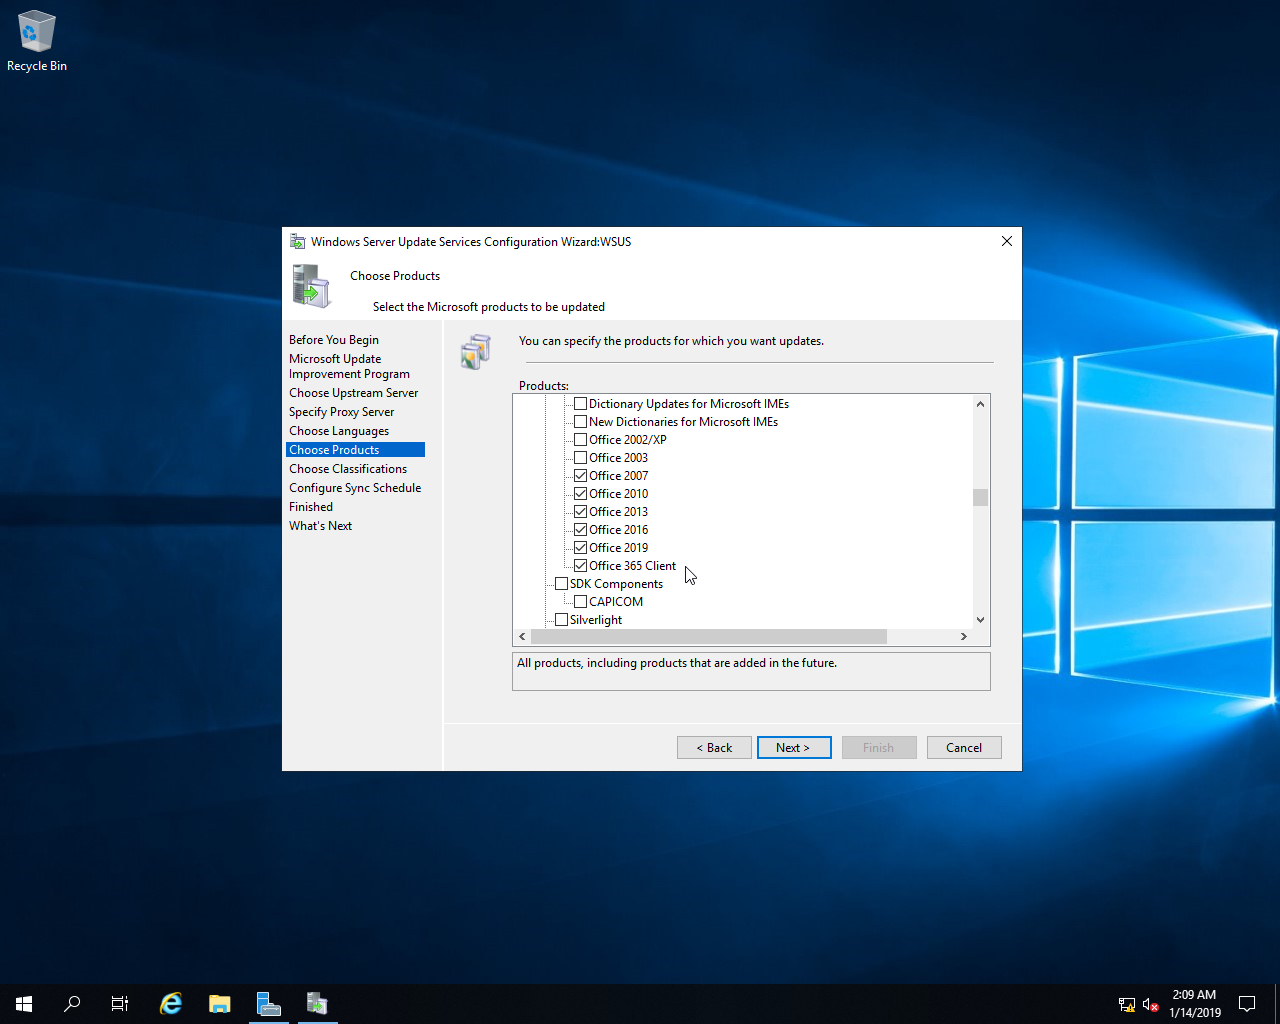 Recycle Bin
Windows Server Update Services Configuration Wizard:WSUS
Choose Products
Select the Microsoft products to be updated
Before You Begin
Microsoft Update
Improvement Program
Choose Upstream Server
Specify Proxy Server
Choose Languages
Choose Products
Choose Classifications
Configure Sync Schedule
Finished
What's Next
You can specify the products for which you want updates.
Products:
Dictionary Updates for Microsoft IMEs
New Dictionaries for Microsoft IMEs
Office 2002/XP
Office 2003
Office 2007
Office 2010
Office 2013
Office 2016
Office 2019
Office 365 Client
SDK Components
CAPICOM
Silverlight
All products, including products that are added in the future.
< Back
Next >
Finish
Cancel
2:09 AM
1/14/2019